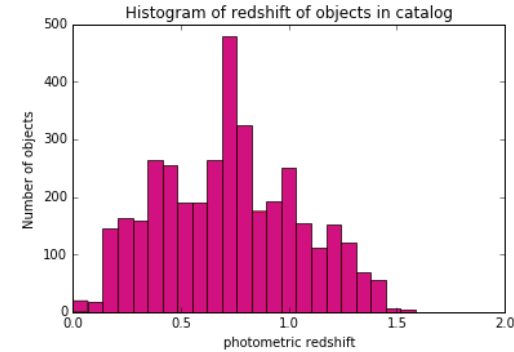 Histogram of redshift of objects in catalog
500
400
300
200
100
0
Number of objects
0.0 0.5 1.0 1.5 2.0
photometric redshift